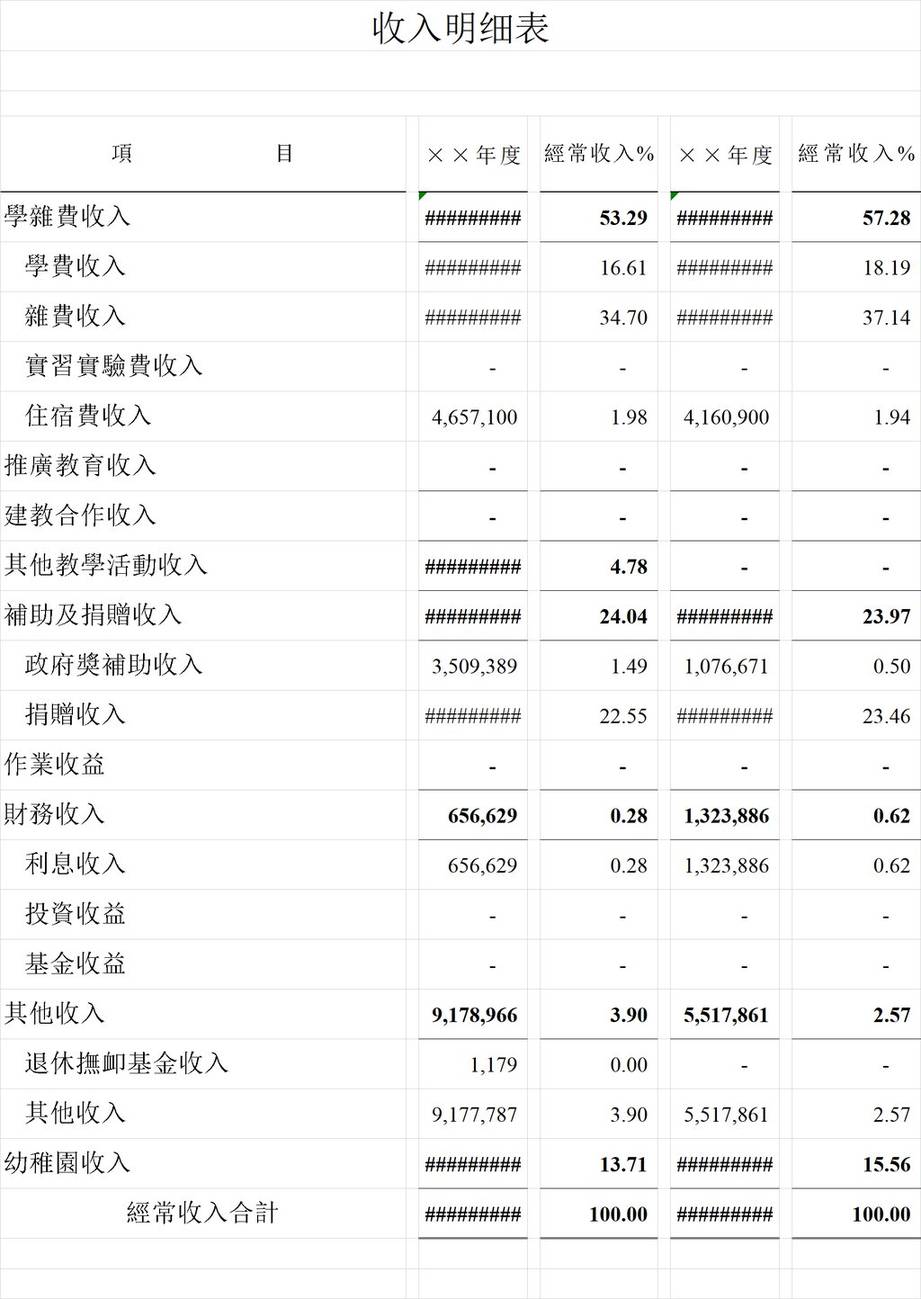 收入明细表
項 目 ××年度 經常收入% ××年度 經常收入%
學雜費收入 ######### 53.29 ######### 57.28
學費收入 ######### 16.61 ######### 18.19
雜費收入 ######### 34.70 ######### 37.14
實習實驗費收入 - - - -
住宿費收入 4,657,100 1.98 4,160,900 1.94
推廣教育收入 - - - -
建教合作收入 - - - -
其他教學活動收入 ######### 4.78 - -
補助及捐贈收入 ######### 24.04 ######### 23.97
政府獎補助收入 3,509,389 1.49 1,076,671 0.50
捐贈收入 ######### 22.55 ######### 23.46
作業收益 - - - -
財務收入 656,629 0.28 1,323,886 0.62
利息收入 656,629 0.28 1,323,886 0.62
投資收益 - - - -
基金收益 - - - -
其他收入 9,178,966 3.90 5,517,861 2.57
退休撫卹基金收入 1,179 0.00 - -
其他收入 9,177,787 3.90 5,517,861 2.57
幼稚園收入 ######### 13.71 ######### 15.56
經常收入合計 ######### 100.00 ######### 100.00